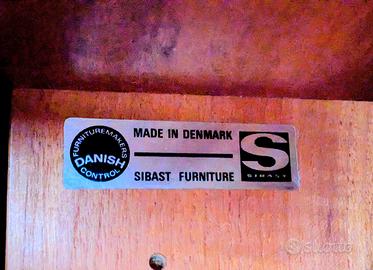 FURNITUREMAKERS
DANISH
CONTROL
MADE IN DENMARK
SIBAST FURNITURE
S
SIBAST
subito